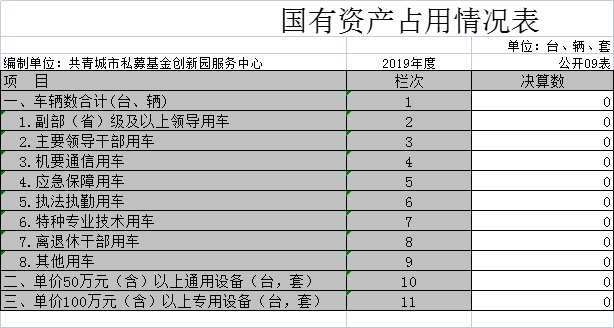 国有资产占用情况表
单位：台、辆、套
编制单位：共青城市私募基金创新园服务中心 2019年度 公开09表
项 目 栏次 决算数
一、车辆数合计(台、辆) 1 0
1.副部（省）级及以上领导用车 2 0
2.主要领导干部用车 3 0
3.机要通信用车 4 0
4.应急保障用车 5 0
5.执法执勤用车 6 0
6.特种专业技术用车 7 0
7.离退休干部用车 8 0
8.其他用车 9 0
二、单价50万元（含）以上通用设备（台，套） 10 0
三、单价100万元（含）以上专用设备（台，套） 11 0